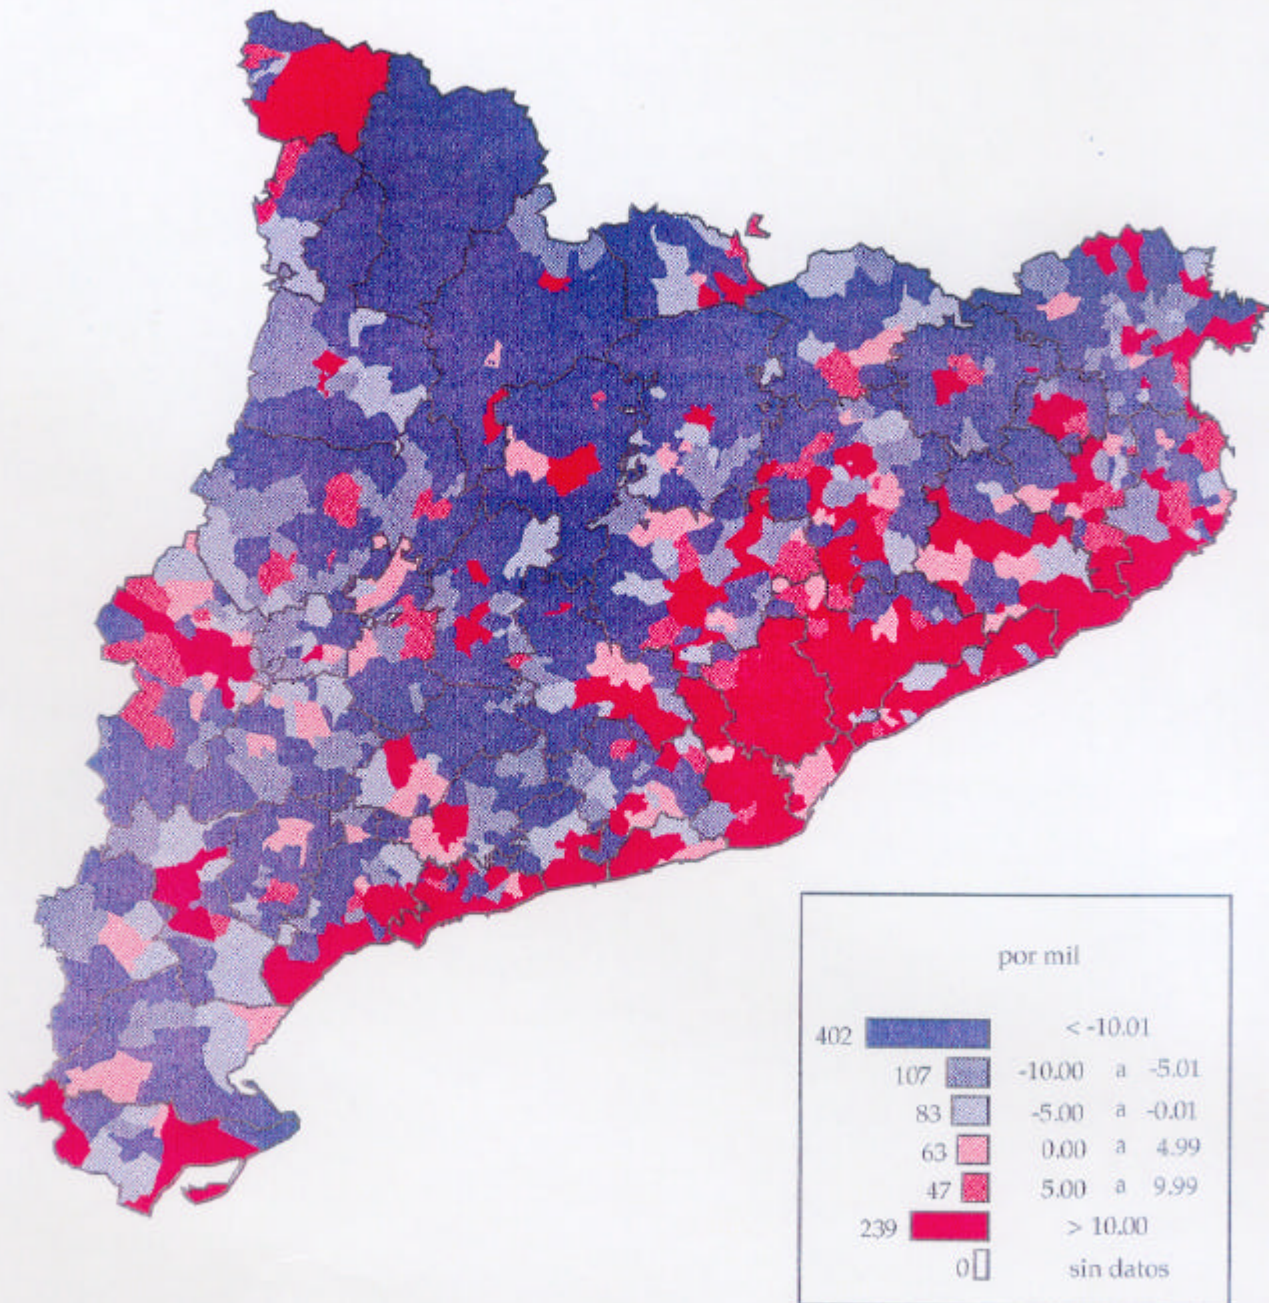 por mil
402 < -10.01
107 -10.00 a -5.01
83 -5.00 a -0.01
63 0.00 a 4.99
47 5.00 a 9.99
239 > 10.00
0 sin datos